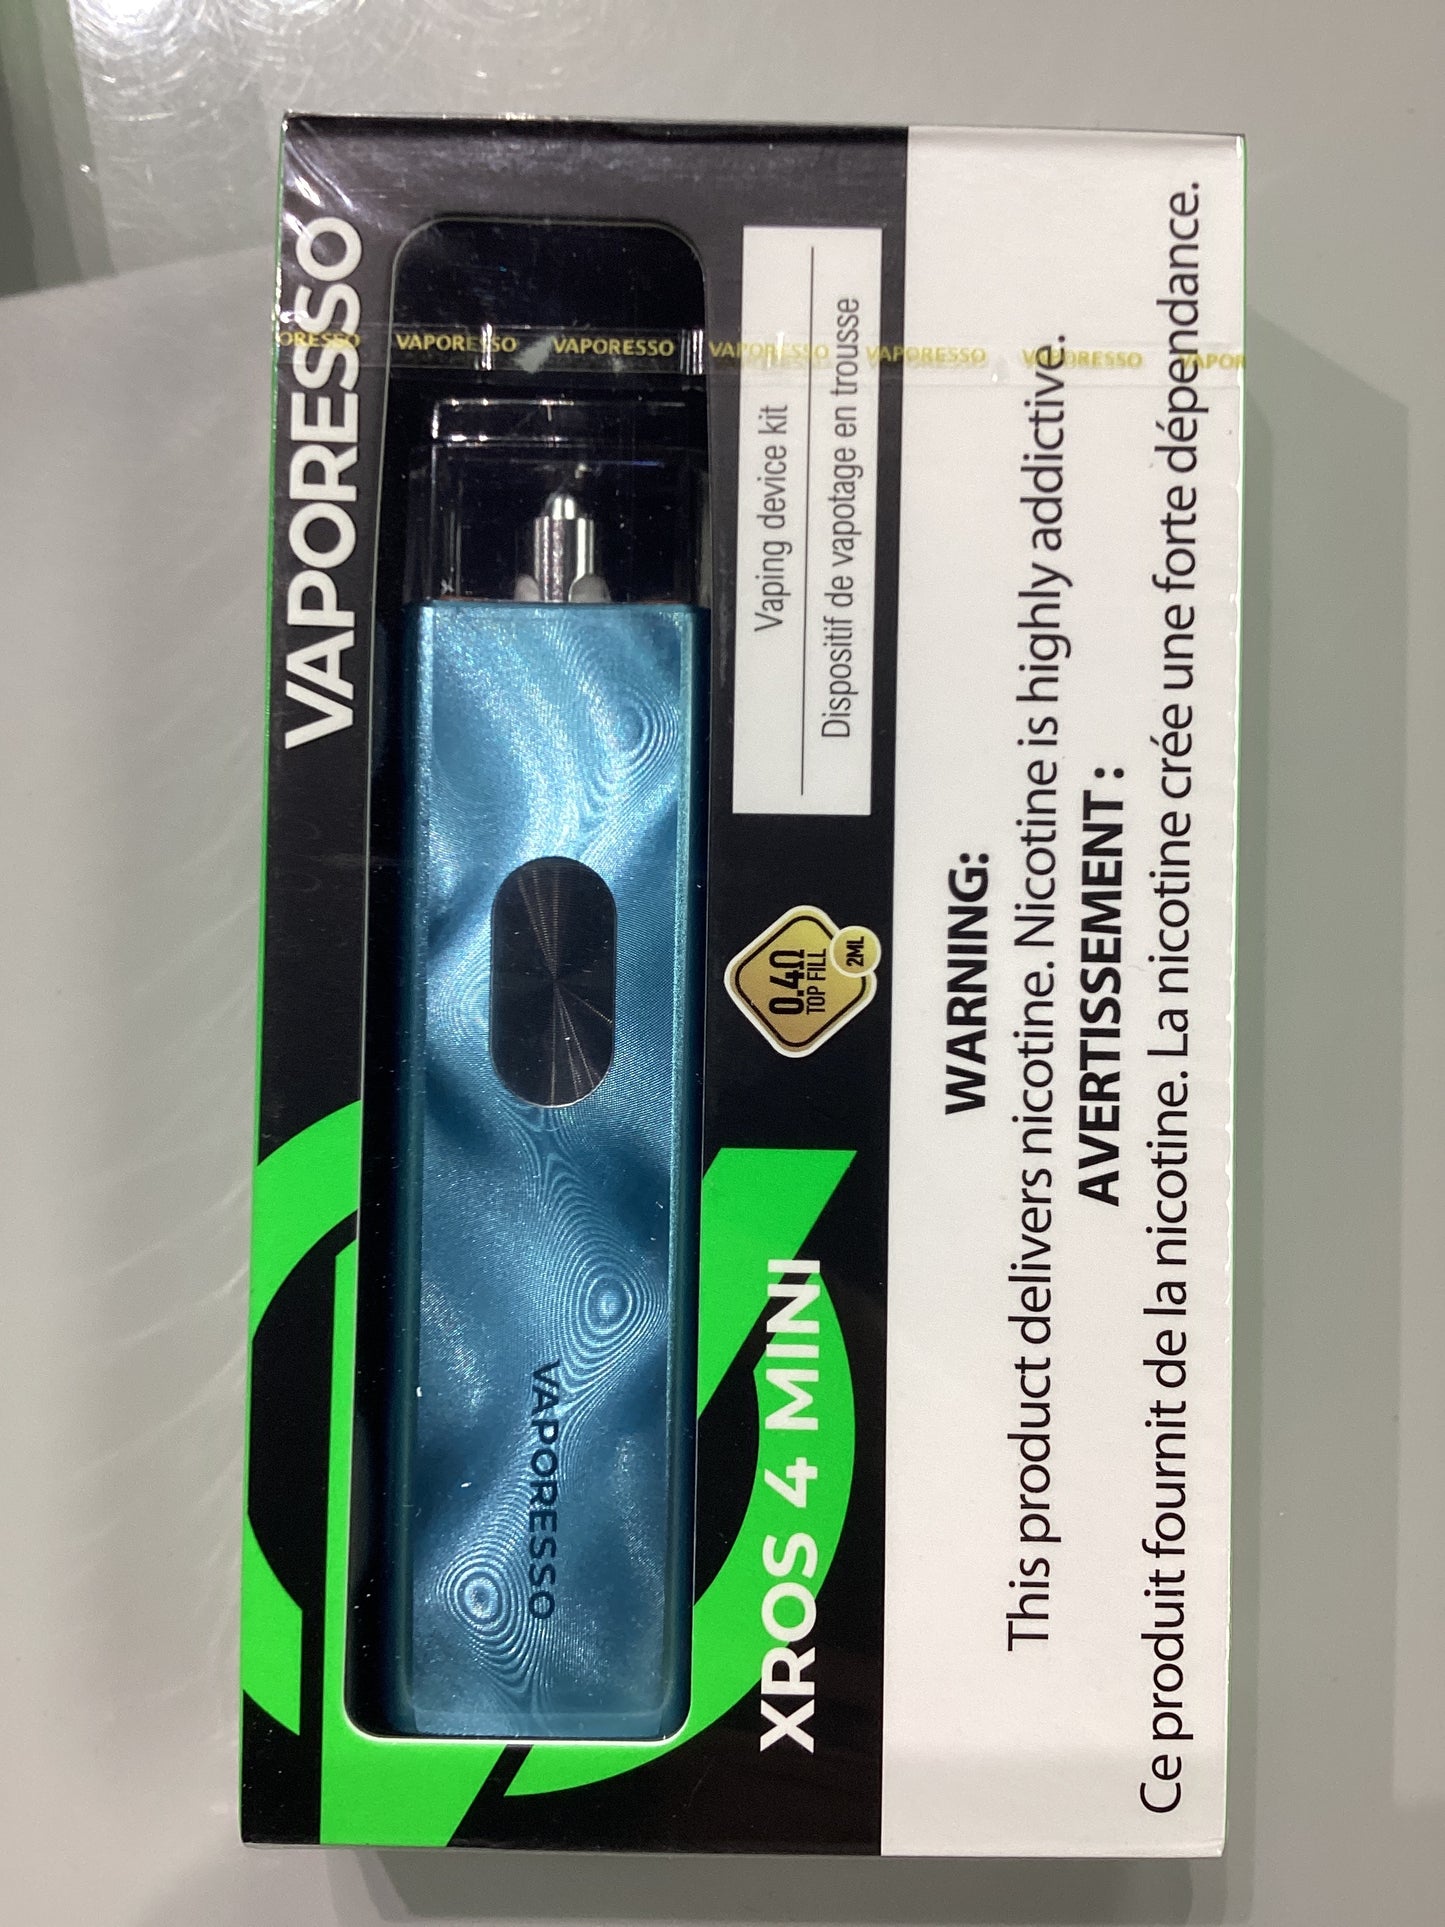 VAPORESSO
ORESSO VAPORESSO VAPORESSO VAPORESSO VAPORESSO VAPORESSO VAPOR
VAPORESSO
XROS 4 MINI
0.4Ω
TOP FILL
2ML
Vaping device kit
Dispositif de vapotage en trousse
WARNING:
This product delivers nicotine. Nicotine is highly addictive.
AVERTISSEMENT :
Ce produit fournit de la nicotine. La nicotine crée une forte dépendance.